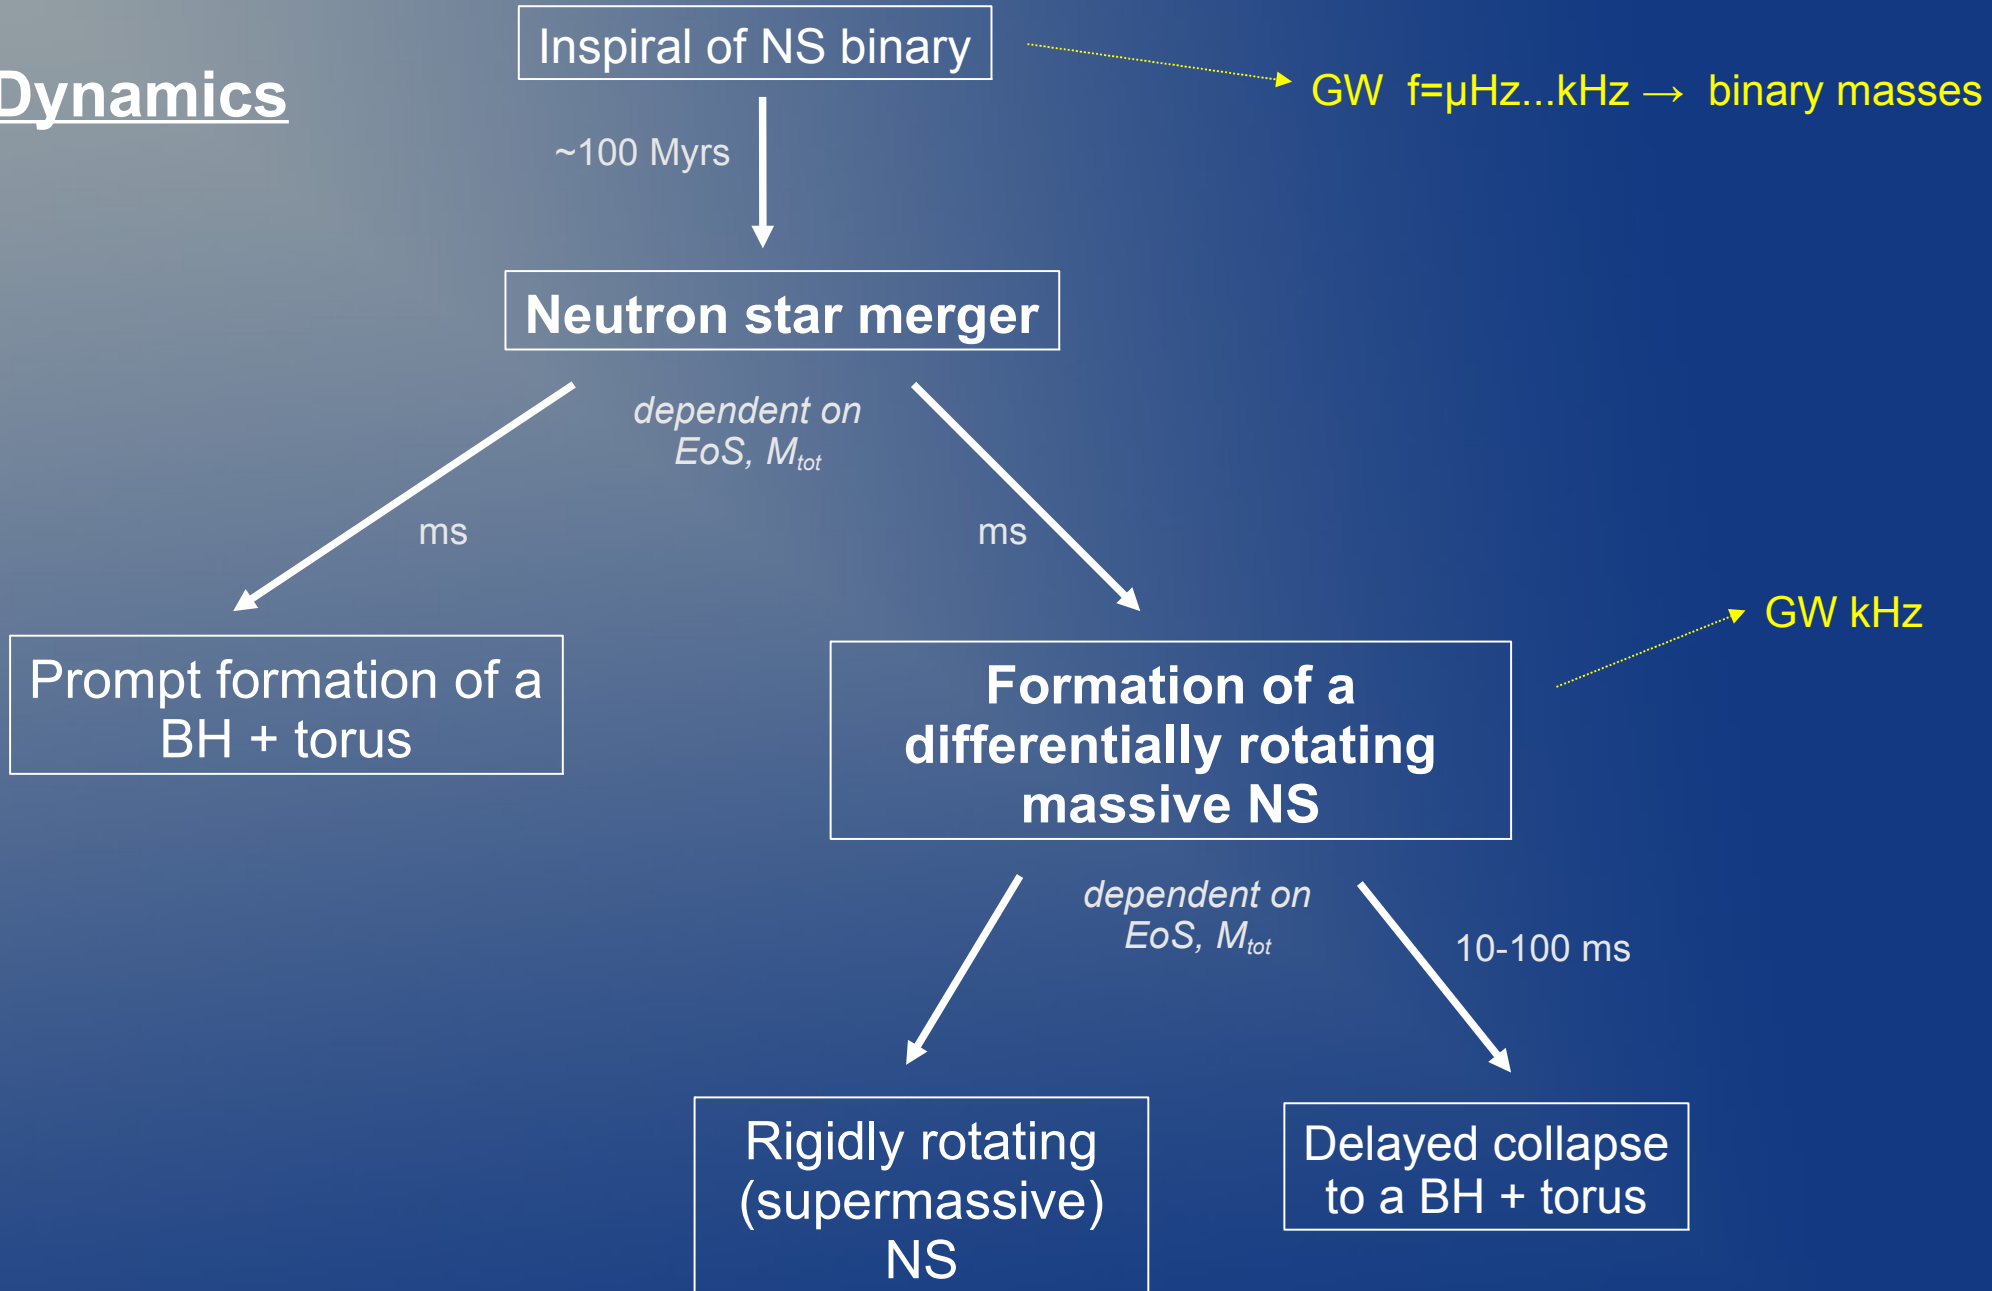 Dynamics
Inspiral of NS binary
GW f=µHz...kHz → binary masses
~100 Myrs
Neutron star merger
dependent on
EoS, Mtot
ms
ms
GW kHz
Prompt formation of a
BH + torus
Formation of a
differentially rotating
massive NS
dependent on
EoS, Mtot
10-100 ms
Rigidly rotating
(supermassive)
NS
Delayed collapse
to a BH + torus